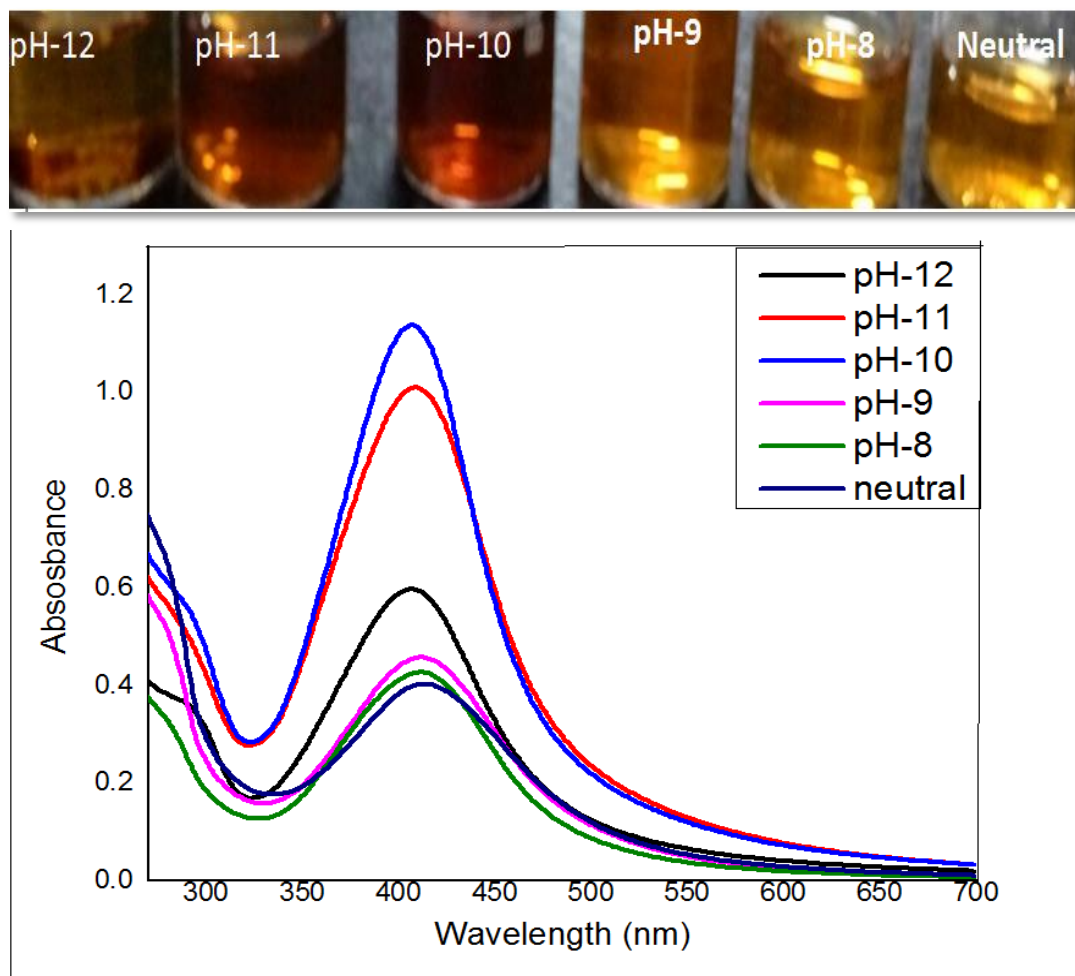 pH-12 pH-11 pH-10 pH-9 pH-8 Neutral
pH-12
pH-11
pH-10
pH-9
pH-8
neutral
1.2
1.0
0.8
0.6
0.4
0.2
0.0
Absosbance
300 350 400 450 500 550 600 650 700
Wavelength (nm)